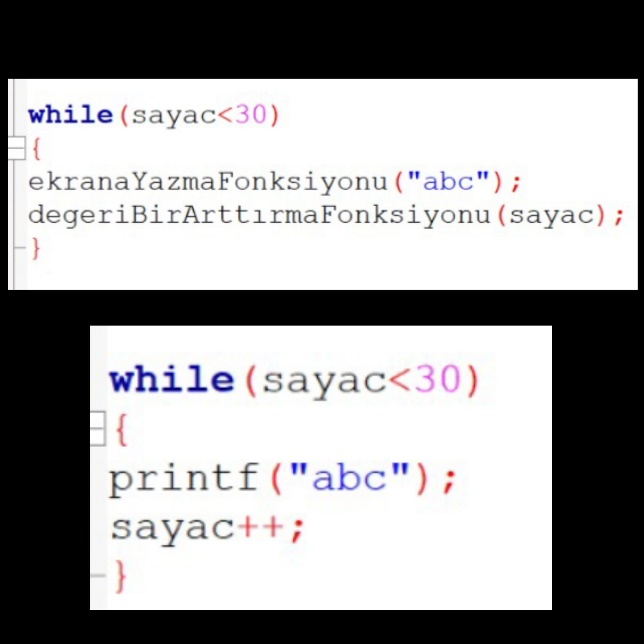 while(sayac<30)
{
ekranaYazmaFonksiyonu("abc");
degeriBirArttırmaFonksiyonu(sayac);
}
while(sayac<30)
{
printf("abc");
sayac++;
}